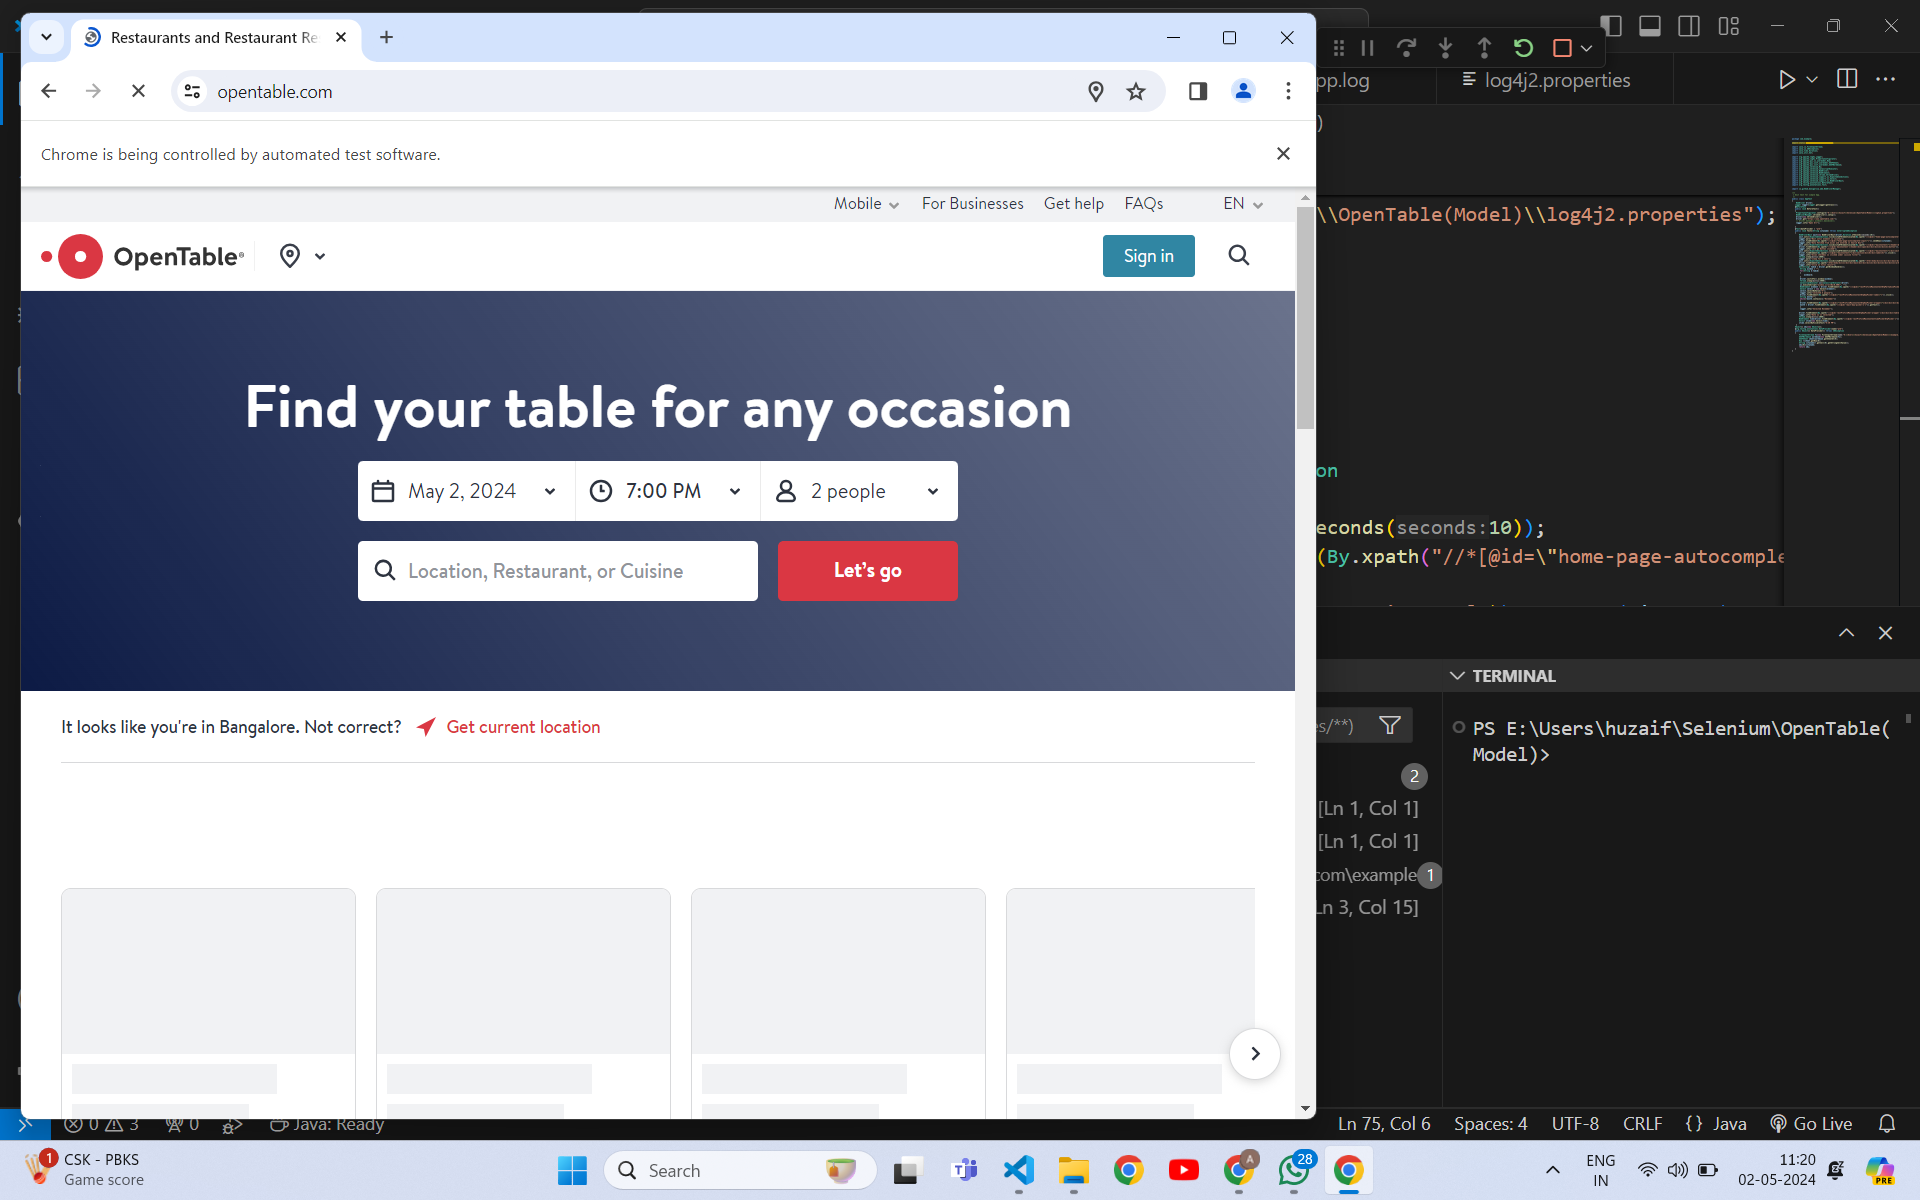 Restaurants and Restaurant Re
opentable.com
Chrome is being controlled by automated test software.
Mobile For Businesses Get help FAQs EN
OpenTable
Sign in
Find your table for any occasion
May 2, 2024 7:00 PM 2 people
Location, Restaurant, or Cuisine Let's go
It looks like you're in Bangalore. Not correct? Get current location
pp.log log4j2.properties
)
\\OpenTable(Model)\\log4j2.properties");
on
econds(seconds:10));
(By.xpath("//*[@id=\"home-page-autocomple
TERMINAL
es/**)
PS E:\Users\huzaif\Selenium\OpenTable(
Model)>
2
[Ln 1, Col 1]
[Ln 1, Col 1]
com\example 1
Ln 3, Col 15]
0 3 0 Java: Ready Ln 75, Col 6 Spaces: 4 UTF-8 CRLF {} Java Go Live
1 CSK - PBKS
Game score
Search
A
28
ENG
IN
11:20
02-05-2024
PRE